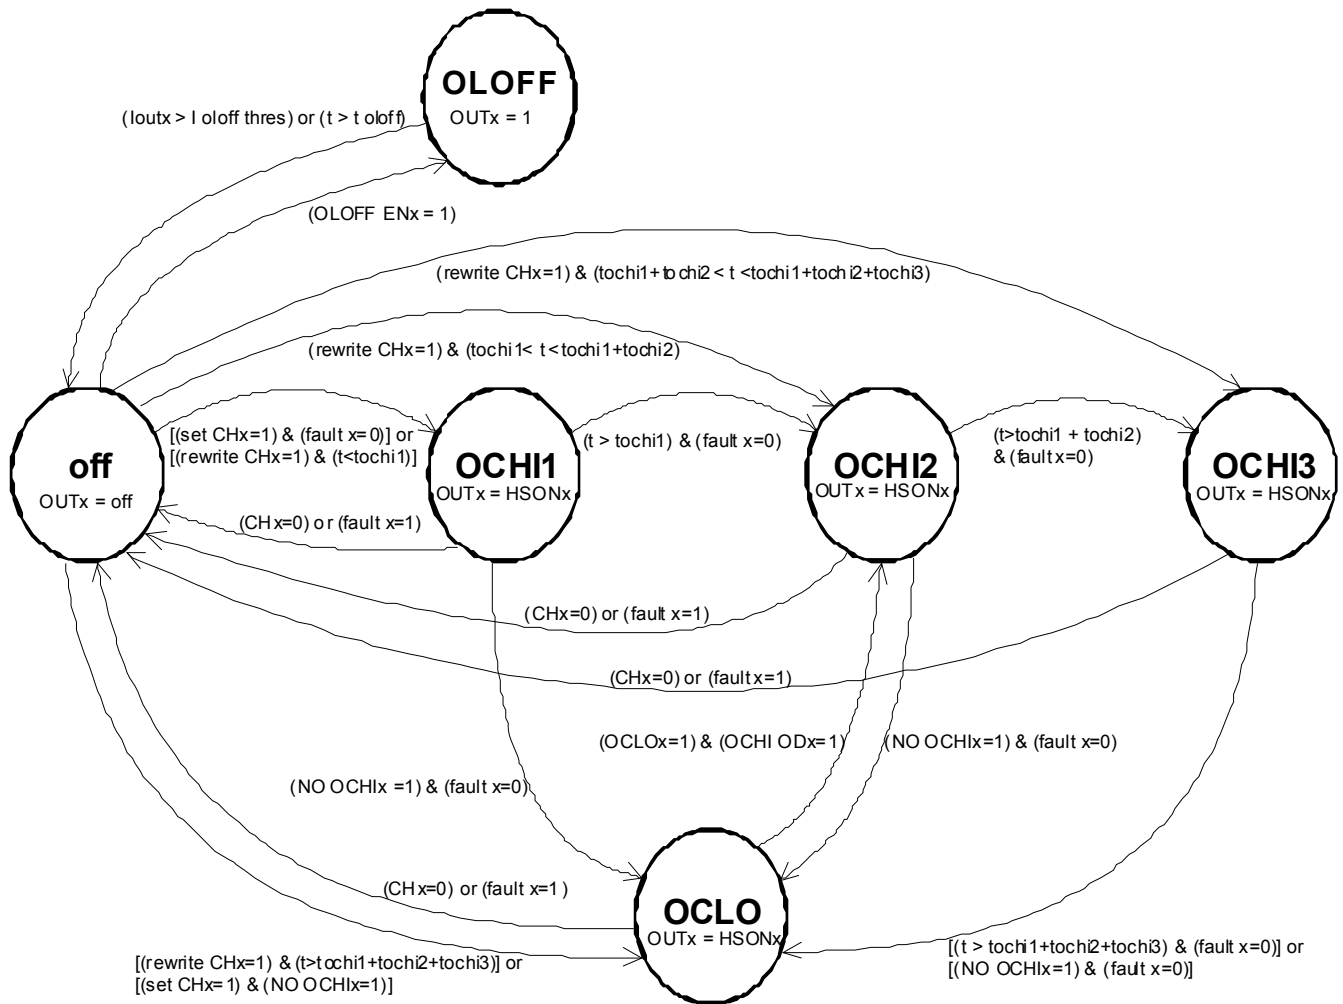 OLOFF
(Ioutx > I oloff thres) or (t > t oloff)
OUTx = 1
(OLOFF ENx = 1)
(rewrite CHx=1) & (tochi1+tochi2 < t <tochi1+tochi2+tochi3)
(rewrite CHx=1) & (tochi1< t <tochi1+tochi2)
[(set CHx=1) & (fault x=0)] or
[(rewrite CHx=1) & (t<tochi1)]
(t > tochi1) & (fault x=0)
(t>tochi1 + tochi2)
& (fault x=0)
off
OUTx = off
OCHI1
OUTx = HSONx
OCHI2
OUTx = HSONx
OCHI3
OUTx = HSONx
(CHx=0) or (fault x=1)
(CHx=0) or (fault x=1)
(CHx=0) or (fault x=1)
(OCLOx=1) & (OCHI ODx=1)
(NO OCHIx=1) & (fault x=0)
(NO OCHIx =1) & (fault x=0)
(CHx=0) or (fault x=1)
OCLO
OUTx = HSONx
[(rewrite CHx=1) & (t>tochi1+tochi2+tochi3)] or
[(set CHx=1) & (NO OCHIx=1)]
[(t > tochi1+tochi2+tochi3) & (fault x=0)] or
[(NO OCHIx=1) & (fault x=0)]